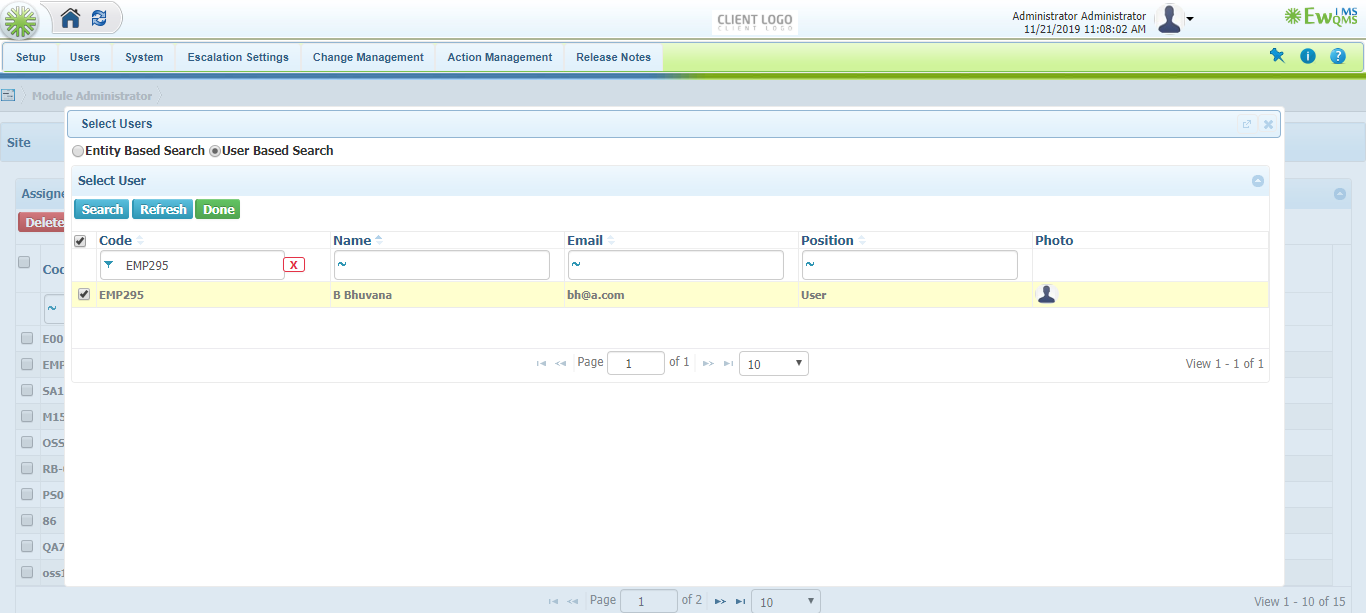 CLIENT LOGO
Administrator Administrator
11/21/2019 11:08:02 AM
EwQMS iMS
Setup Users System Escalation Settings Change Management Action Management Release Notes
Module Administrator
Select Users
Site
Entity Based Search User Based Search
Select User
Assigne
Search Refresh Done
Delete
Code Name Email Position Photo
~ EMP295 X ~ ~ ~
Coc
EMP295 B Bhuvana bh@a.com User
~
E00
EMP
SA1
M15
OSS
RB-
PS0
86
QA7
oss1
Page 1 of 1 10 View 1 - 1 of 1
Page 1 of 2 10 View 1 - 10 of 15